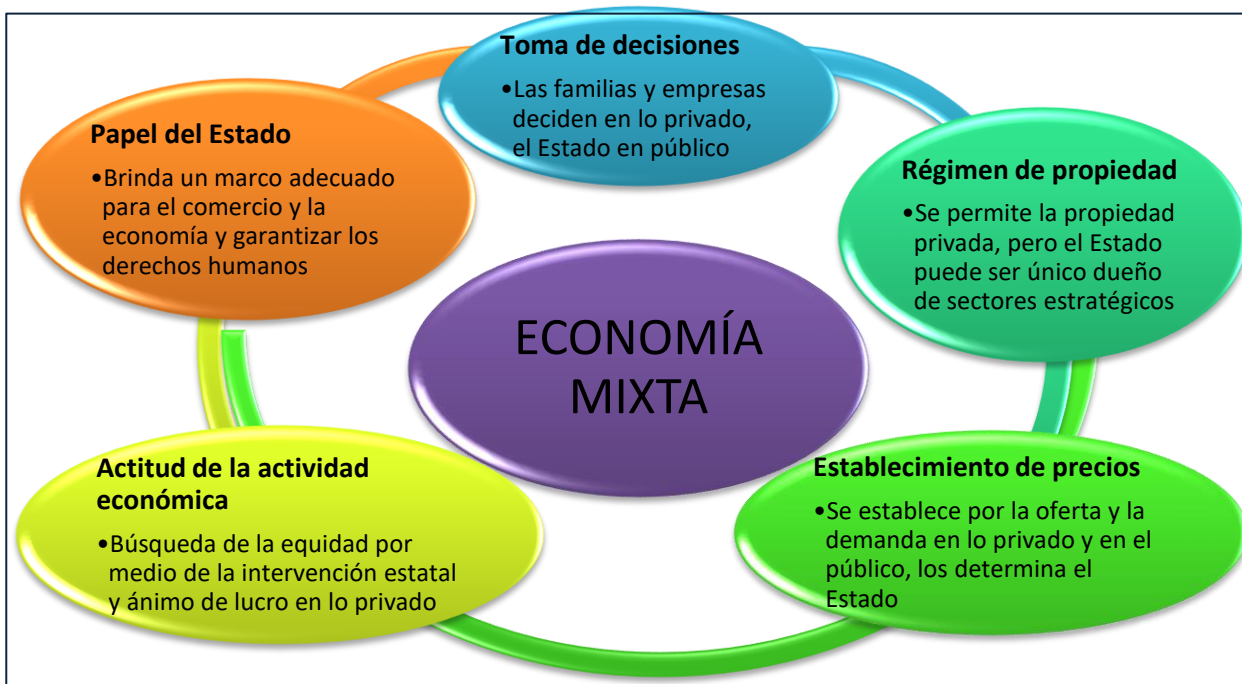 Toma de decisiones
•Las familias y empresas
deciden en lo privado,
el Estado en público
Papel del Estado
•Brinda un marco adecuado
para el comercio y la
economía y garantizar los
derechos humanos
Régimen de propiedad
•Se permite la propiedad
privada, pero el Estado
puede ser único dueño
de sectores estratégicos
ECONOMÍA
MIXTA
Actitud de la actividad
económica
•Búsqueda de la equidad por
medio de la intervención estatal
y ánimo de lucro en lo privado
Establecimiento de precios
•Se establece por la oferta y la
demanda en lo privado y en el
público, los determina el
Estado